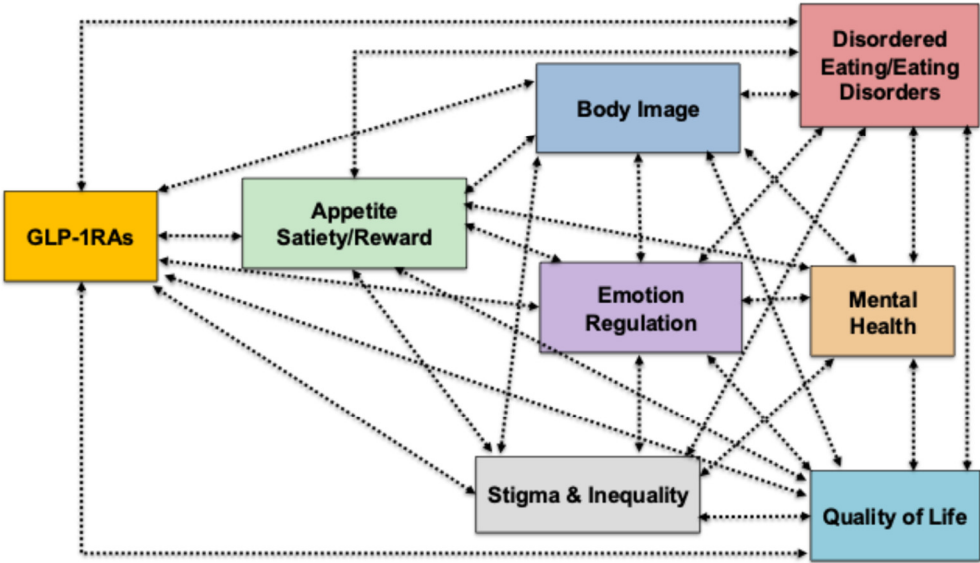 Disordered
Eating/Eating
Disorders
Body Image
GLP-1RAs
Appetite
Satiety/Reward
Emotion
Regulation
Mental
Health
Stigma & Inequality
Quality of Life